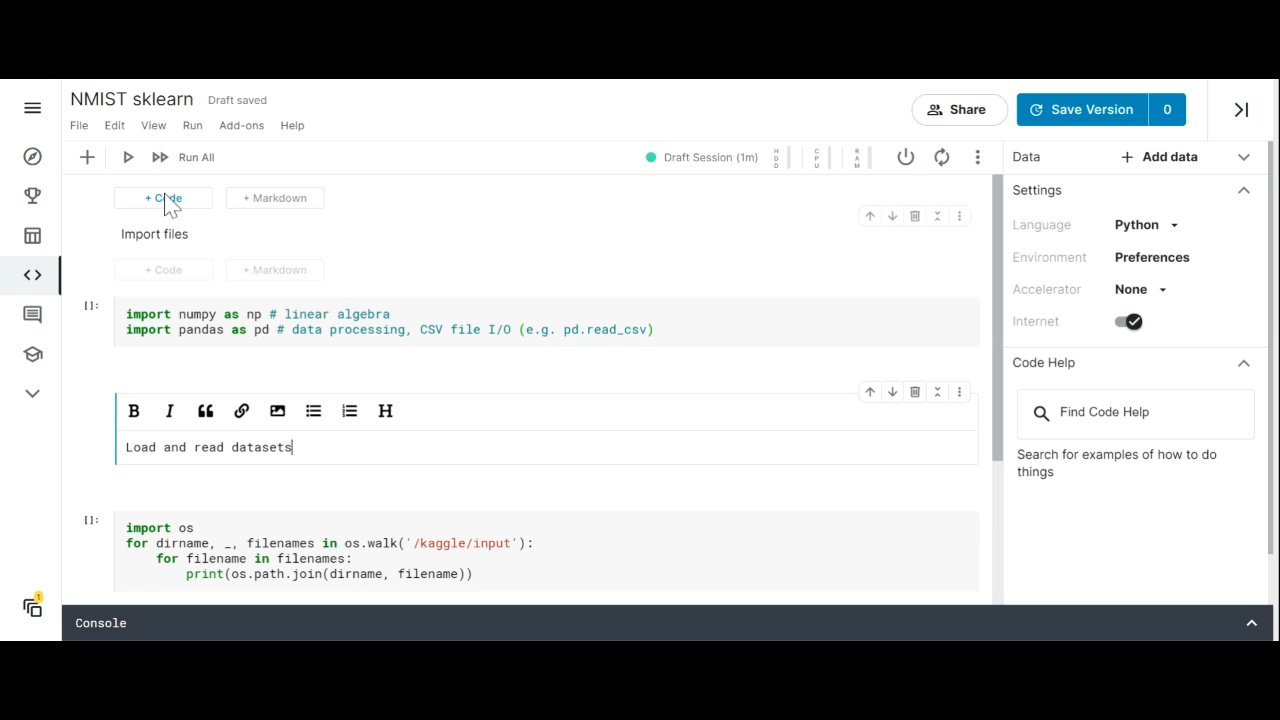 NMIST sklearn Draft saved
File Edit View Run Add-ons Help
Share
Save Version 0
Run All
Draft Session (1m)
HDD
CPU
RAM
Data
Add data
+ Code + Markdown
Import files
+ Code + Markdown
[]:
import numpy as np # linear algebra
import pandas as pd # data processing, CSV file I/O (e.g. pd.read_csv)
B I H
Load and read datasets
[]:
import os
for dirname, _, filenames in os.walk('/kaggle/input'):
for filename in filenames:
print(os.path.join(dirname, filename))
Settings
Language Python
Environment Preferences
Accelerator None
Internet
Code Help
Find Code Help
Search for examples of how to do
things
1
Console